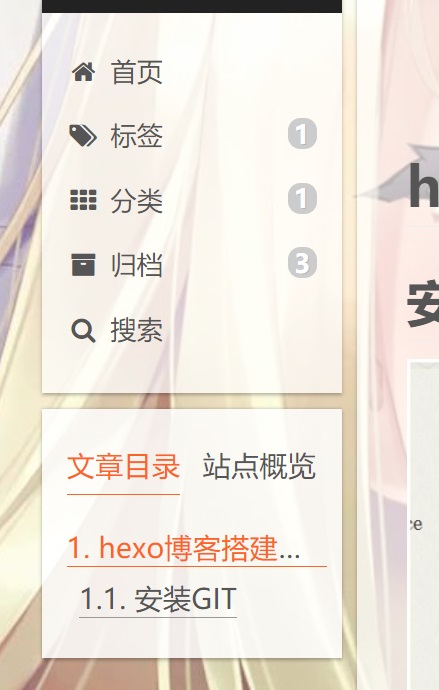 首页
标签 1
分类 1
归档 3
搜索
文章目录 站点概览
1. hexo博客搭建...
1.1. 安装GIT
h
安
ce